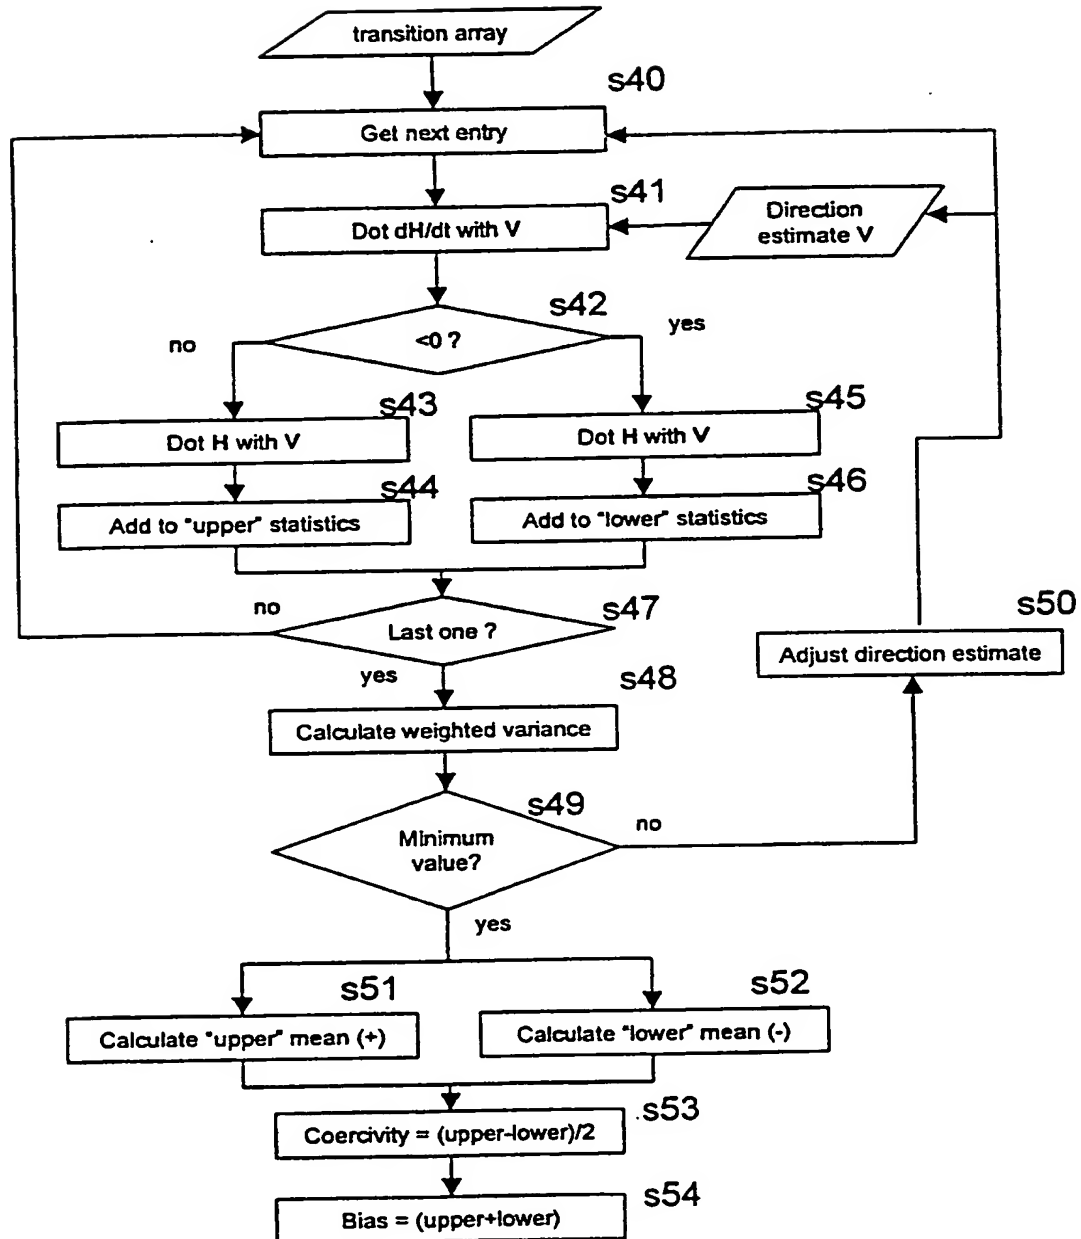 transition array
s40
Get next entry
s41
Dot dH/dt with V
Direction
estimate V
s42
<0 ?
no
yes
s43
Dot H with V
s45
Dot H with V
s44
Add to "upper" statistics
s46
Add to "lower" statistics
no
s47
Last one ?
yes
s50
Adjust direction estimate
s48
Calculate weighted variance
s49
Minimum
value?
no
yes
s51
Calculate "upper" mean (+)
s52
Calculate "lower" mean (-)
s53
Coercivity = (upper-lower)/2
s54
Bias = (upper+lower)